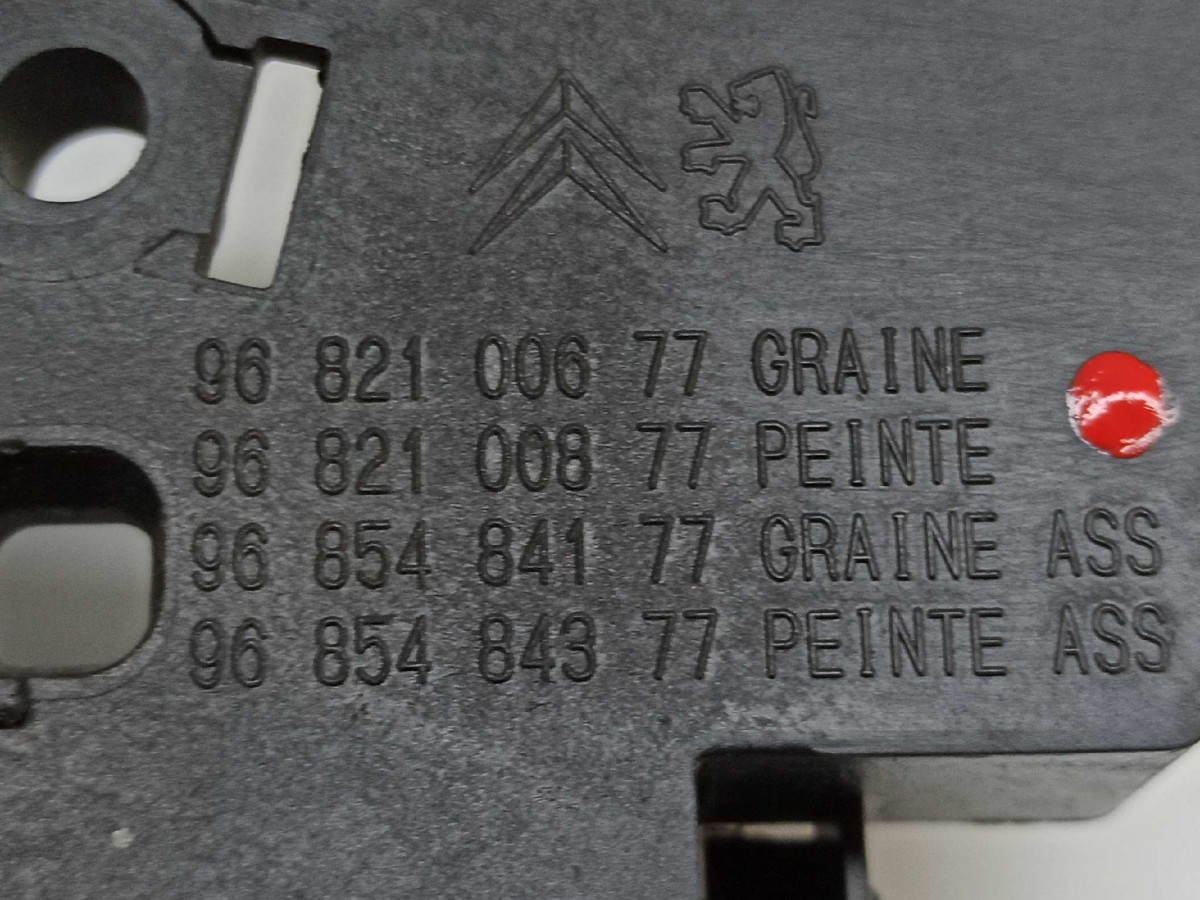 96 821 006 77 GRAINE
96 821 008 77 PEINTE
96 854 841 77 GRAINE ASS
96 854 843 77 PEINTE ASS